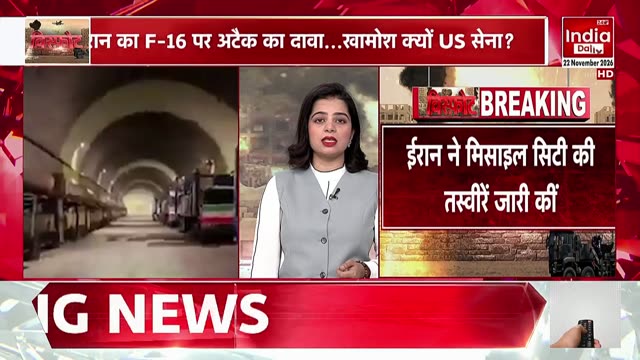 रान का F-16 पर अटैक का दावा...खामोश क्यों US सेना?
India
Daily
22 November 2026
HD
BREAKING
ईरान ने मिसाइल सिटी की
तस्वीरें जारी कीं
IG NEWS